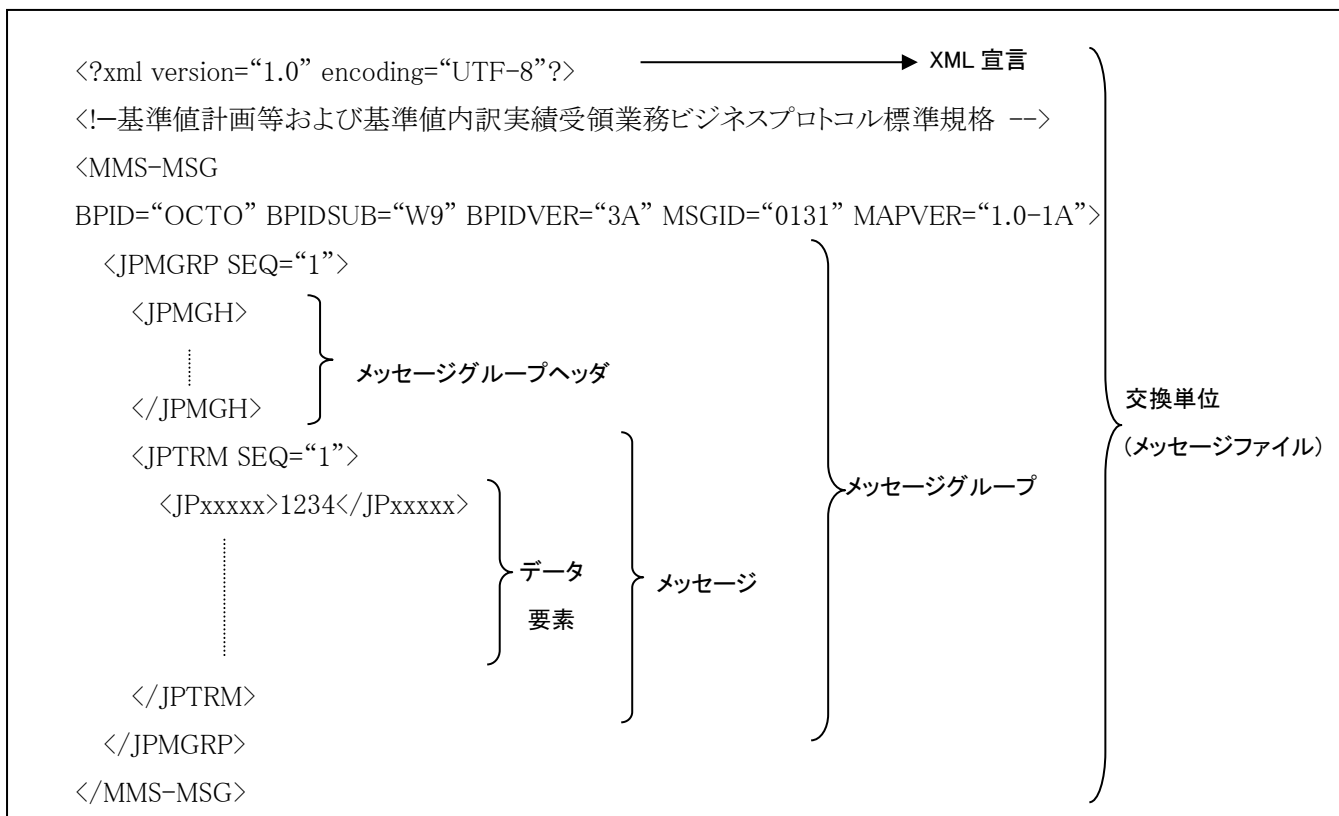 <?xml version=“1.0” encoding=“UTF-8”?>
XML 宣言
<!—基準値計画等および基準値内訳実績受領業務ビジネスプロトコル標準規格 -->
<MMS-MSG
BPID=“OCTO” BPIDSUB=“W9” BPIDVER=“3A” MSGID=“0131” MAPVER=“1.0-1A”>
<JPMGRP SEQ=“1”>
<JPMGH>
メッセージグループヘッダ
</JPMGH>
交換単位
(メッセージファイル)
<JPTRM SEQ=“1”>
メッセージグループ
<JPxxxxx>1234</JPxxxxx>
データ
要素
メッセージ
</JPTRM>
</JPMGRP>
</MMS-MSG>